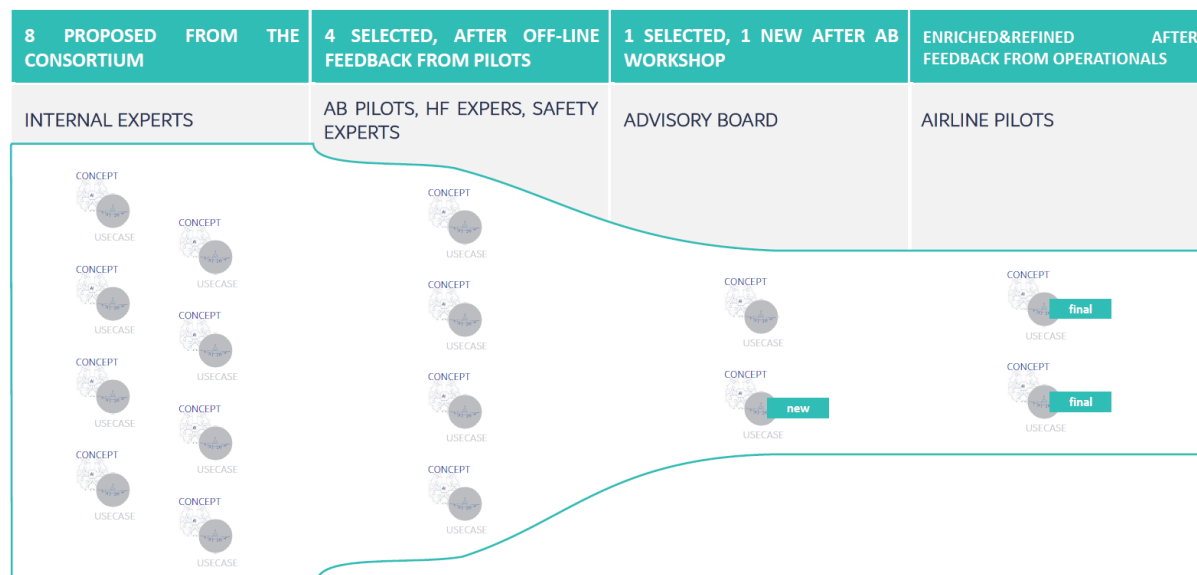 8 PROPOSED FROM THE
CONSORTIUM
4 SELECTED, AFTER OFF-LINE
FEEDBACK FROM PILOTS
1 SELECTED, 1 NEW AFTER AB
WORKSHOP
ENRICHED&REFINED AFTER
FEEDBACK FROM OPERATIONALS
INTERNAL EXPERTS
AB PILOTS, HF EXPERS, SAFETY
EXPERTS
ADVISORY BOARD
AIRLINE PILOTS
CONCEPT
USECASE
CONCEPT
USECASE
CONCEPT
USECASE
CONCEPT
USECASE
CONCEPT
USECASE
CONCEPT
USECASE
CONCEPT
USECASE
CONCEPT
USECASE
CONCEPT
USECASE
CONCEPT
USECASE
CONCEPT
USECASE
CONCEPT
USECASE
CONCEPT
USECASE
CONCEPT
new
USECASE
CONCEPT
final
USECASE
CONCEPT
final
USECASE